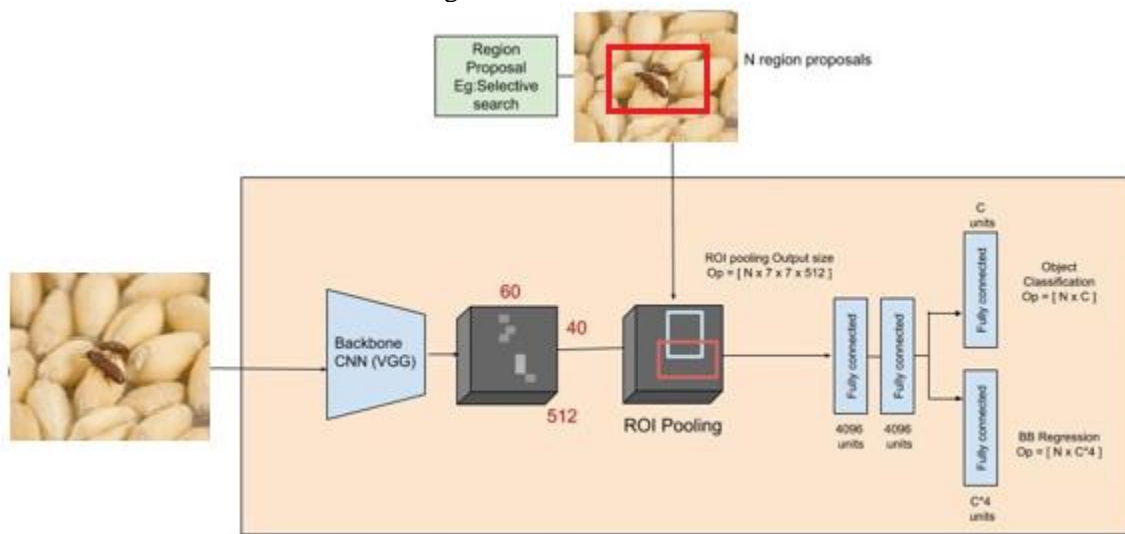 Region
Proposal
Eg:Selective
search
N region proposals
C
units
ROI pooling Output size
Op = [ N x 7 x 7 x 512 ]
Fully connected
Object
Classification
Op = [ N x C ]
60
40
Backbone
CNN (VGG)
512
ROI Pooling
Fully connected
Fully connected
4096
units
4096
units
Fully connected
BB Regression
Op = [ N x C^4 ]
C^4
units